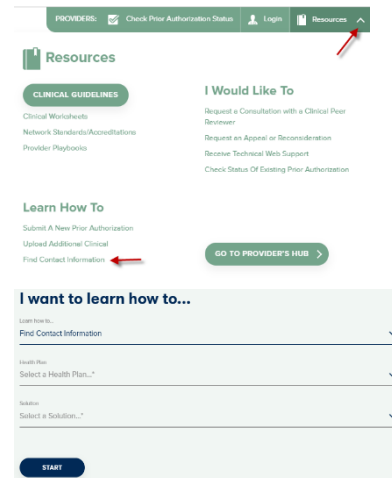 PROVIDERS: Check Prior Authorization Status Login Resources
Resources
CLINICAL GUIDELINES
Clinical Worksheets
Network Standards/Accreditations
Provider Playbooks
I Would Like To
Request a Consultation with a Clinical Peer
Reviewer
Request an Appeal or Reconsideration
Receive Technical Web Support
Check Status Of Existing Prior Authorization
Learn How To
Submit A New Prior Authorization
Upload Additional Clinical
Find Contact Information
GO TO PROVIDER'S HUB
I want to learn how to...
Learn how to...
Find Contact Information
Health Plan
Select a Health Plan...*
Solution
Select a Solution...*
START